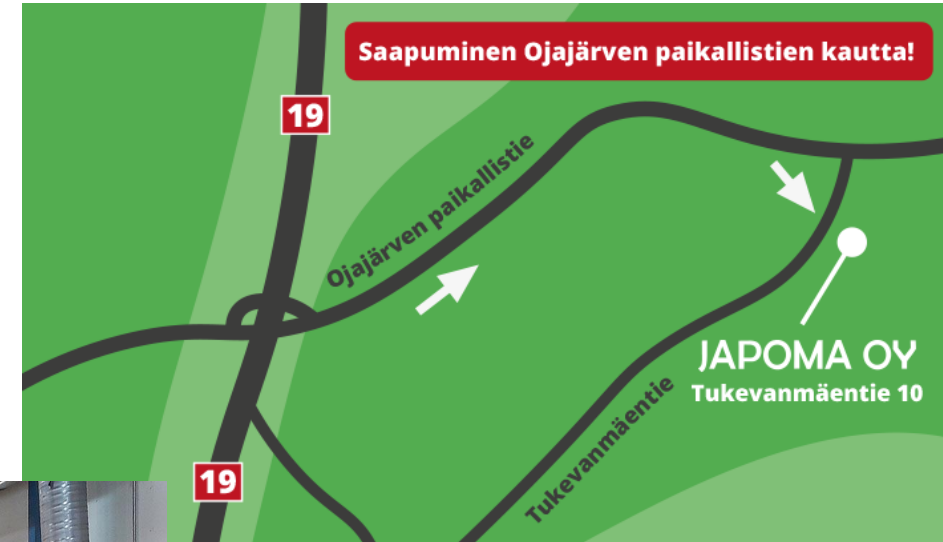 Saapuminen Ojajärven paikallistien kautta!
19
Ojajärven paikallistie
JAPOMA OY
Tukevanmäentie 10
Tukevanmäentie
19